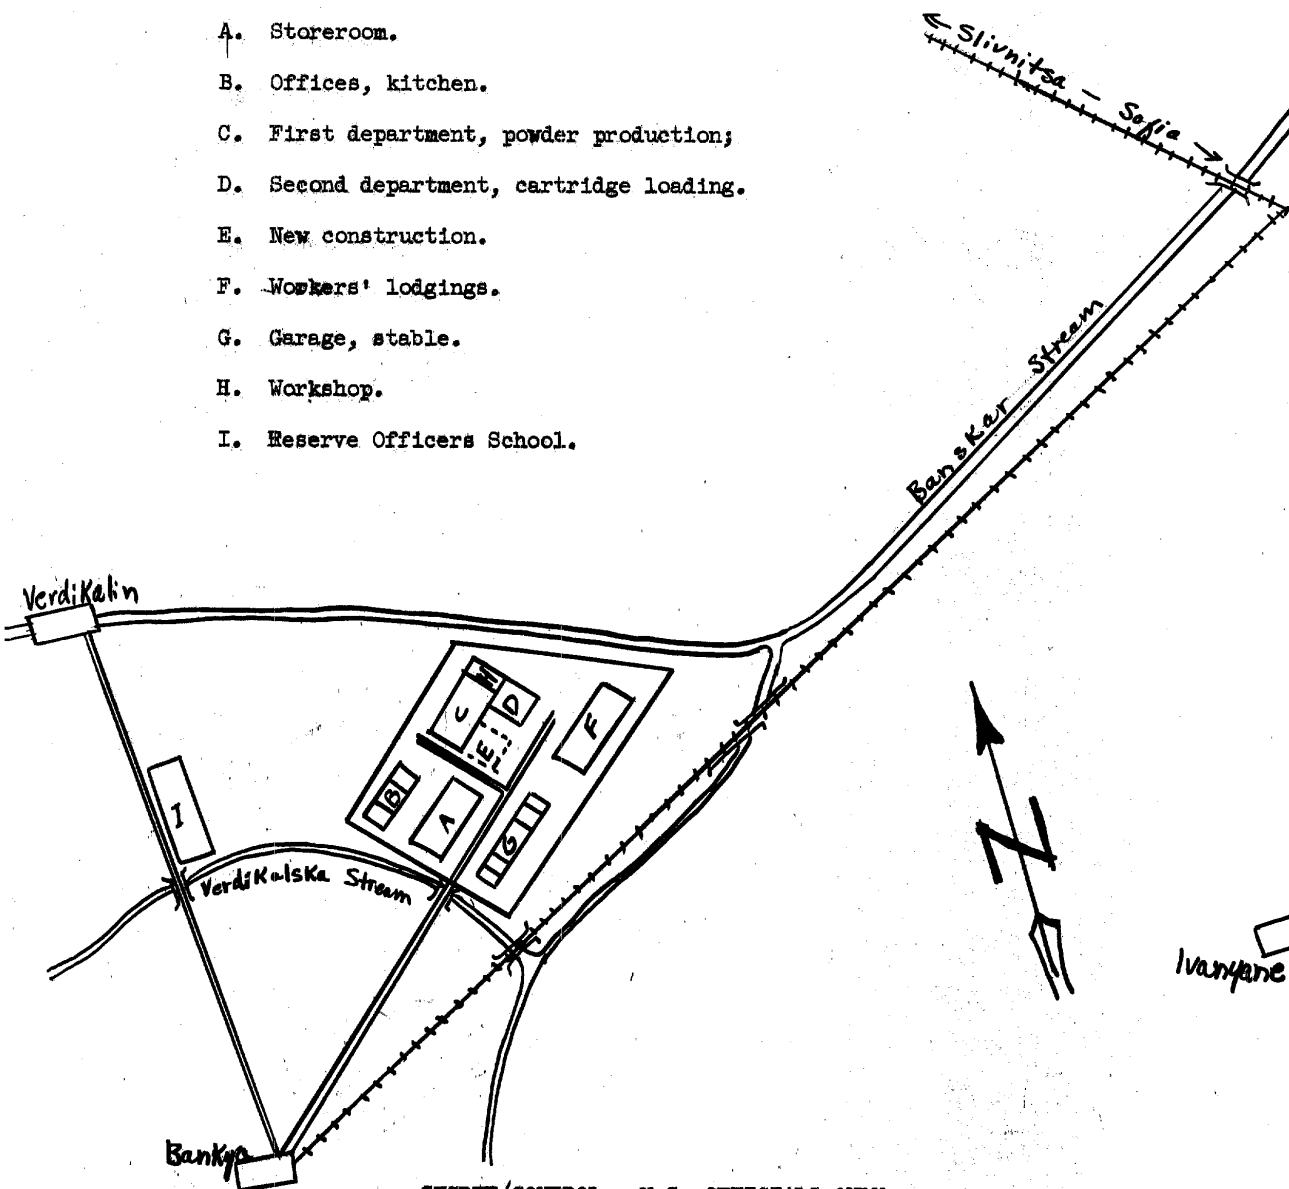 A. Storeroom.
B. Offices, kitchen.
C. First department, powder production;
D. Second department, cartridge loading.
E. New construction.
F. Workers' lodgings.
G. Garage, stable.
H. Workshop.
I. Reserve Officers School.
← Slivnitsa – Sofia →
Banskar Stream
Verdikalin
H
C
D
E
F
B
A
G
I
Verdikalska Stream
N
Ivanyane
Bankya